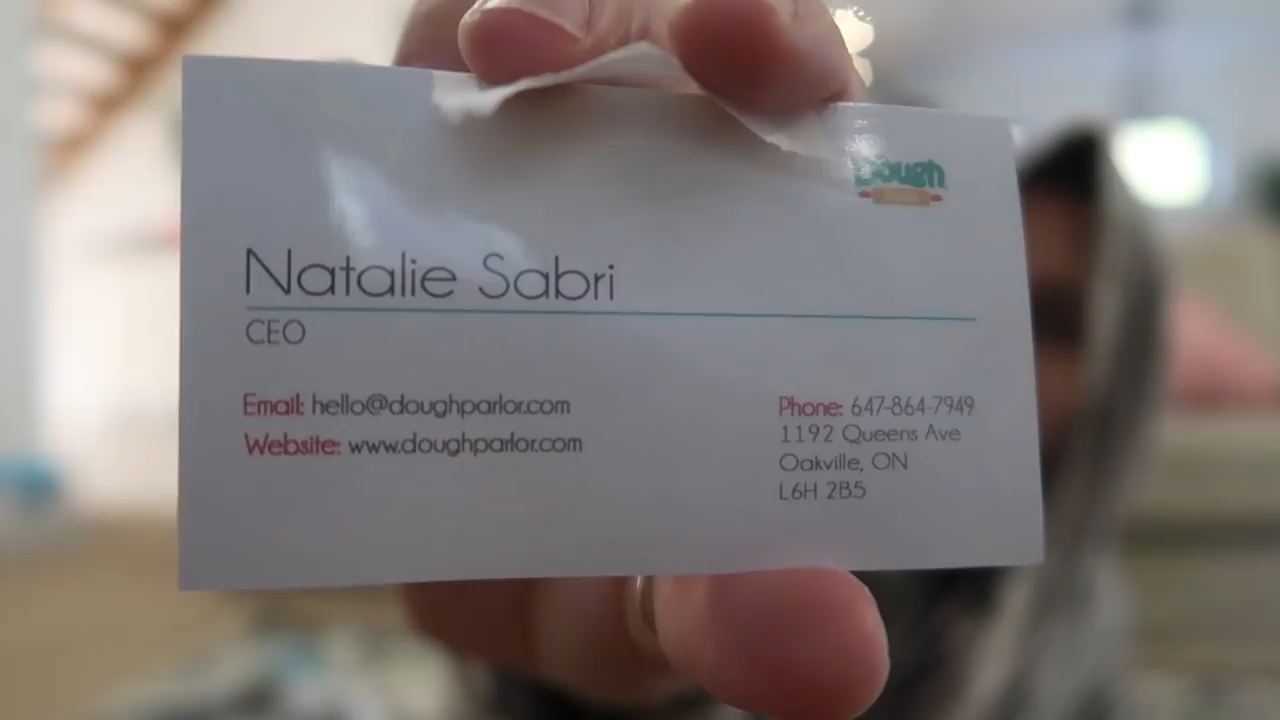 Dough
Natalie Sabri
CEO
Email: hello@doughparlor.com
Website: www.doughparlor.com
Phone: 647-864-7949
1192 Queens Ave
Oakville, ON
L6H 2B5